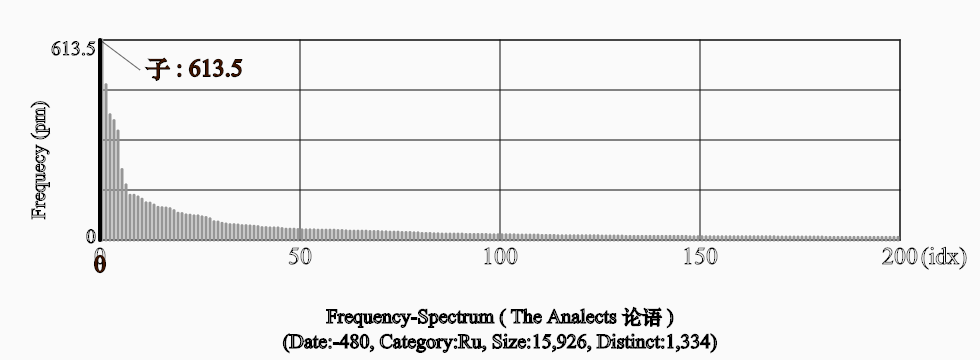 613.5
子 : 613.5
Frequecy (pm)
0
0 50 100 150 200 (idx)
0
Frequency-Spectrum ( The Analects 论语 )
(Date:-480, Category:Ru, Size:15,926, Distinct:1,334)